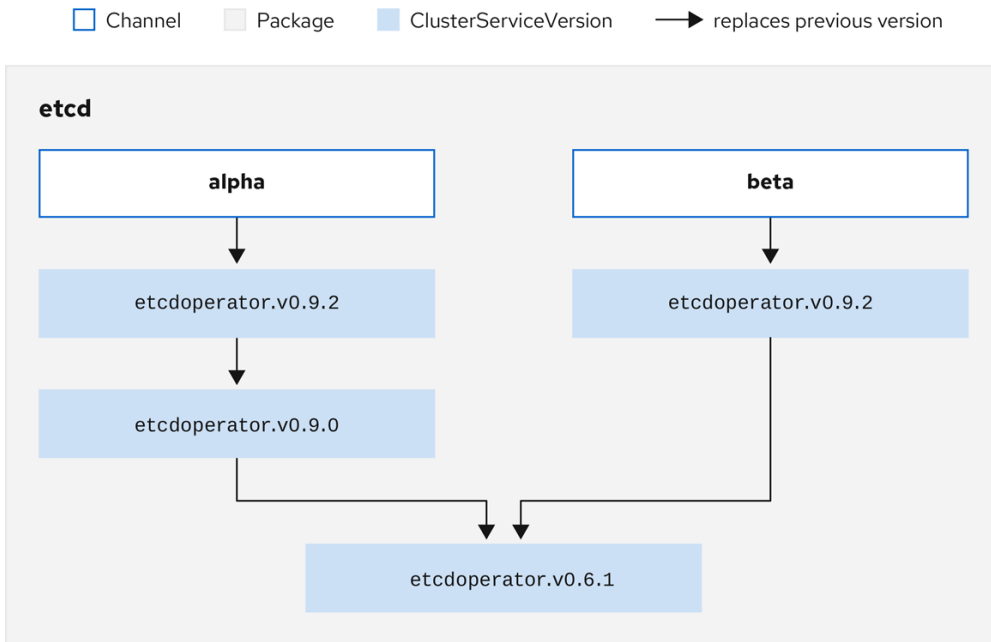 Channel Package ClusterServiceVersion replaces previous version
etcd
alpha beta
etcdoperator.v0.9.2 etcdoperator.v0.9.2
etcdoperator.v0.9.0
etcdoperator.v0.6.1